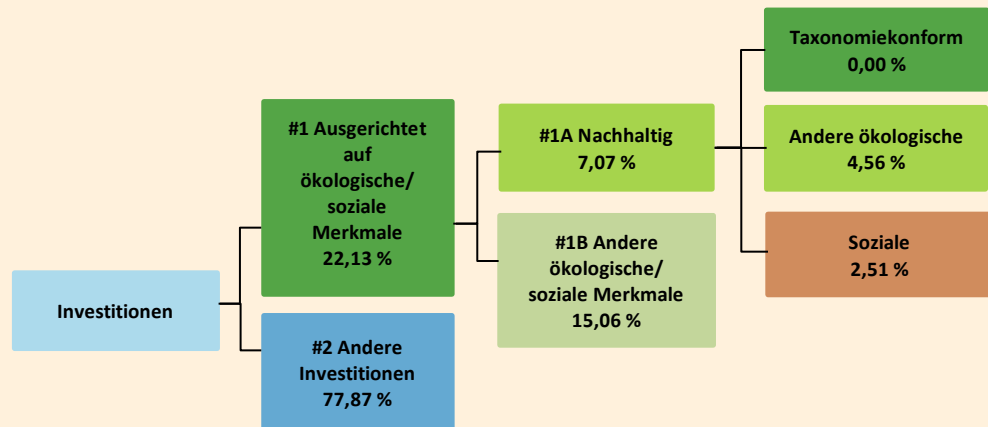 Investitionen
#1 Ausgerichtet
auf
ökologische/
soziale
Merkmale
22,13 %
#2 Andere
Investitionen
77,87 %
#1A Nachhaltig
7,07 %
#1B Andere
ökologische/
soziale Merkmale
15,06 %
Taxonomiekonform
0,00 %
Andere ökologische
4,56 %
Soziale
2,51 %